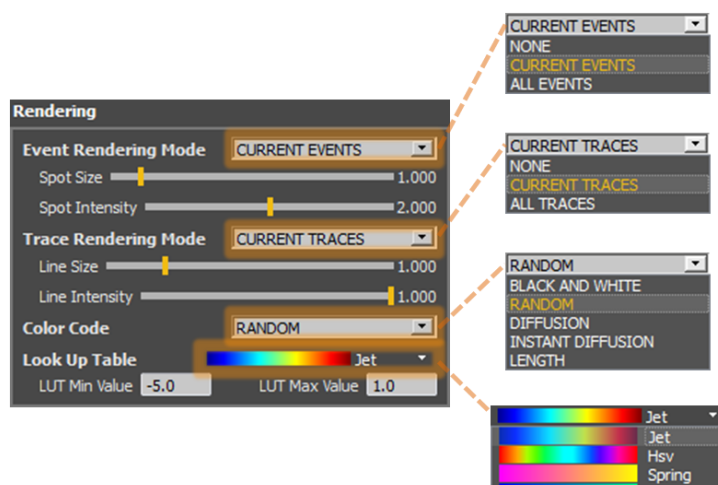 Rendering
Event Rendering Mode CURRENT EVENTS
Spot Size 1.000
Spot Intensity 2.000
Trace Rendering Mode CURRENT TRACES
Line Size 1.000
Line Intensity 1.000
Color Code RANDOM
Look Up Table Jet
LUT Min Value -5.0 LUT Max Value 1.0
CURRENT EVENTS
NONE
CURRENT EVENTS
ALL EVENTS
CURRENT TRACES
NONE
CURRENT TRACES
ALL TRACES
RANDOM
BLACK AND WHITE
RANDOM
DIFFUSION
INSTANT DIFFUSION
LENGTH
Jet
Jet
Hsv
Spring